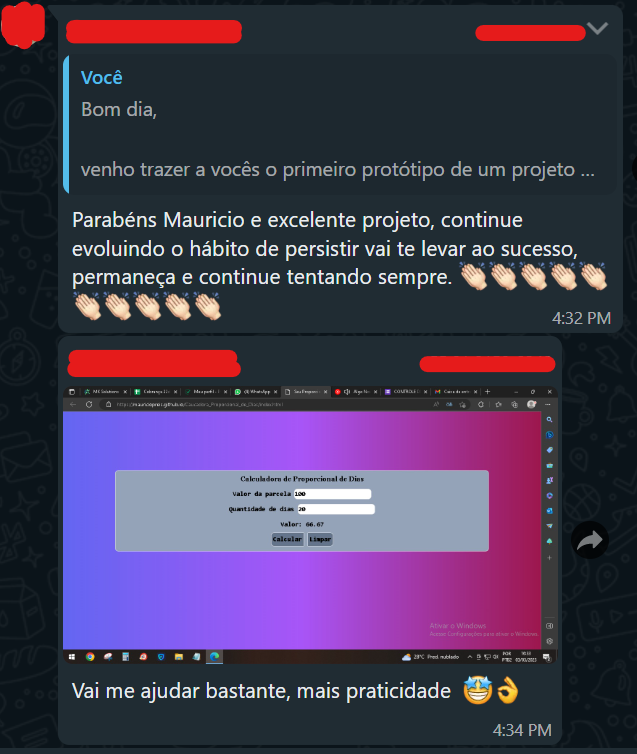 Você
Bom dia,
venho trazer a vocês o primeiro protótipo de um projeto ...
Parabéns Mauricio e excelente projeto, continue
evoluindo o hábito de persistir vai te levar ao sucesso,
permaneça e continue tentando sempre. 👏🏻👏🏻👏🏻👏🏻👏🏻
👏🏻👏🏻👏🏻👏🏻👏🏻
4:32 PM
Calculadora de Proporcional de Dias
Valor da parcela 100
Quantidade de dias 20
Valor: 66.67
Calcular Limpar
Ativar o Windows
Acesse Configurações para ativar o Windows.
Vai me ajudar bastante, mais praticidade 🤩👌
4:34 PM